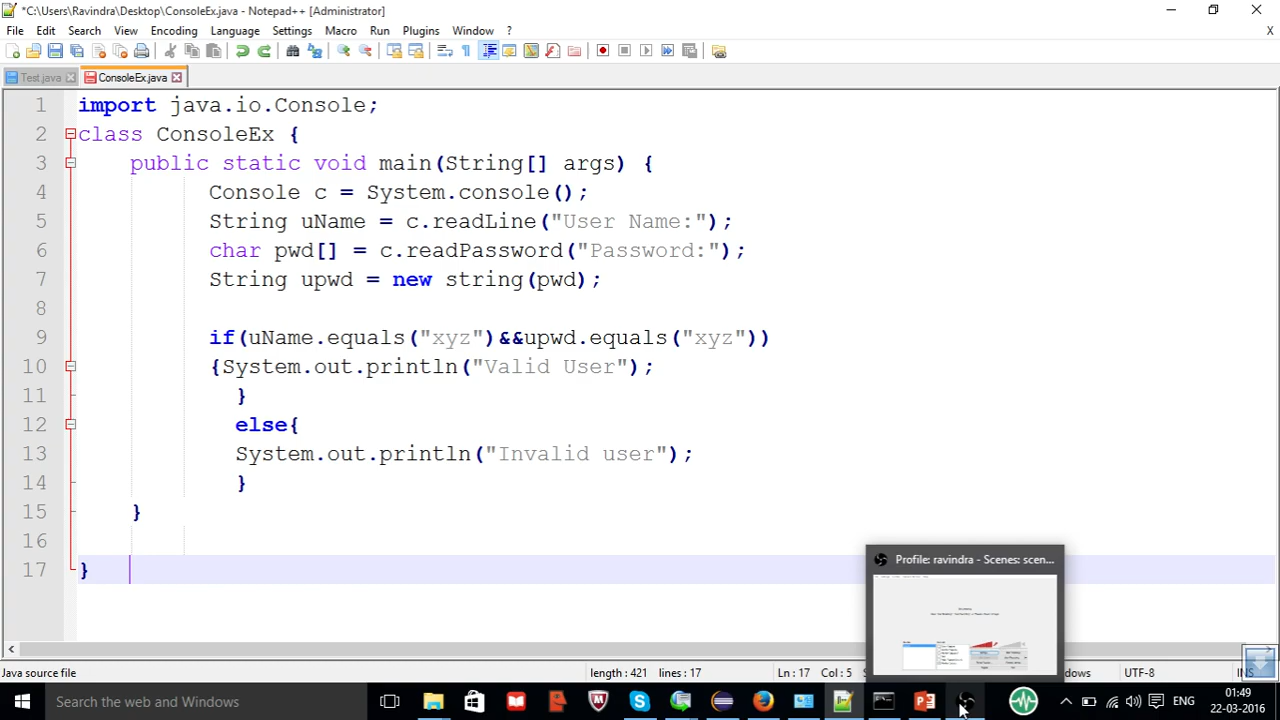 *C:\Users\Ravindra\Desktop\ConsoleEx.java - Notepad++ [Administrator]
File Edit Search View Encoding Language Settings Macro Run Plugins Window ? X
Test.java ConsoleEx.java
1 import java.io.Console;
2 class ConsoleEx {
3 public static void main(String[] args) {
4 Console c = System.console();
5 String uName = c.readLine("User Name:");
6 char pwd[] = c.readPassword("Password:");
7 String upwd = new string(pwd);
8
9 if(uName.equals("xyz")&&upwd.equals("xyz"))
10 {System.out.println("Valid User");
11 }
12 else{
13 System.out.println("Invalid user");
14 }
15 }
16
17 }
Profile: ravindra - Scenes: scen...
Java source file length : 421 lines : 17 Ln : 17 Col : 5 UTF-8 INS
Search the web and Windows ENG 01:49
22-03-2016